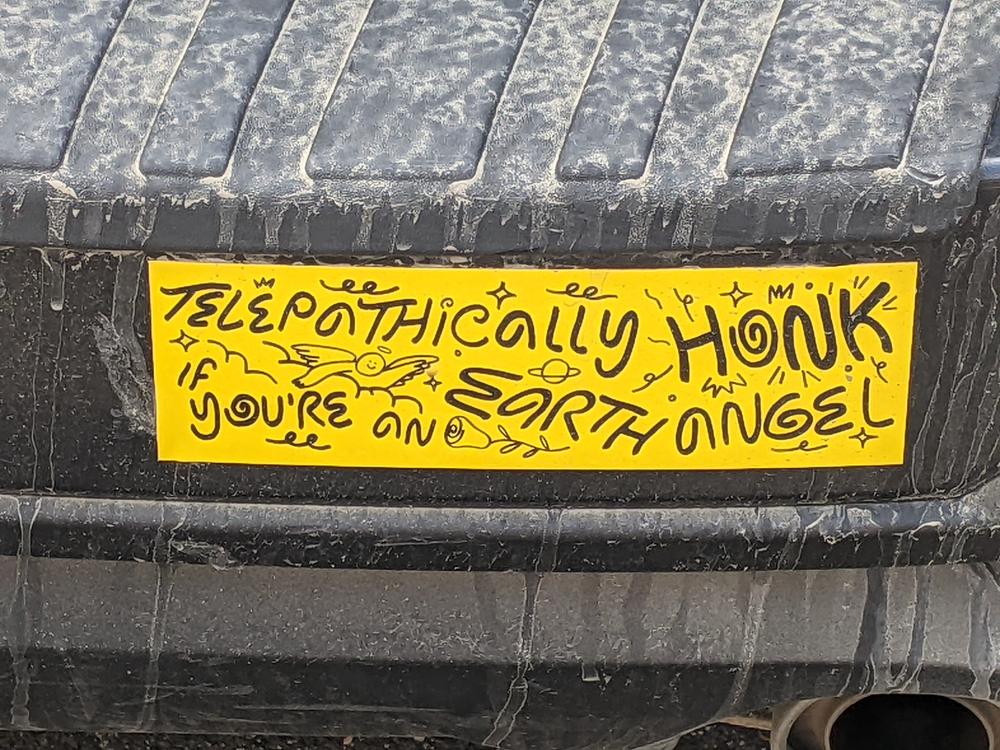 TELEPATHICALLY HONK
IF
YOU'RE AN EARTH ANGEL